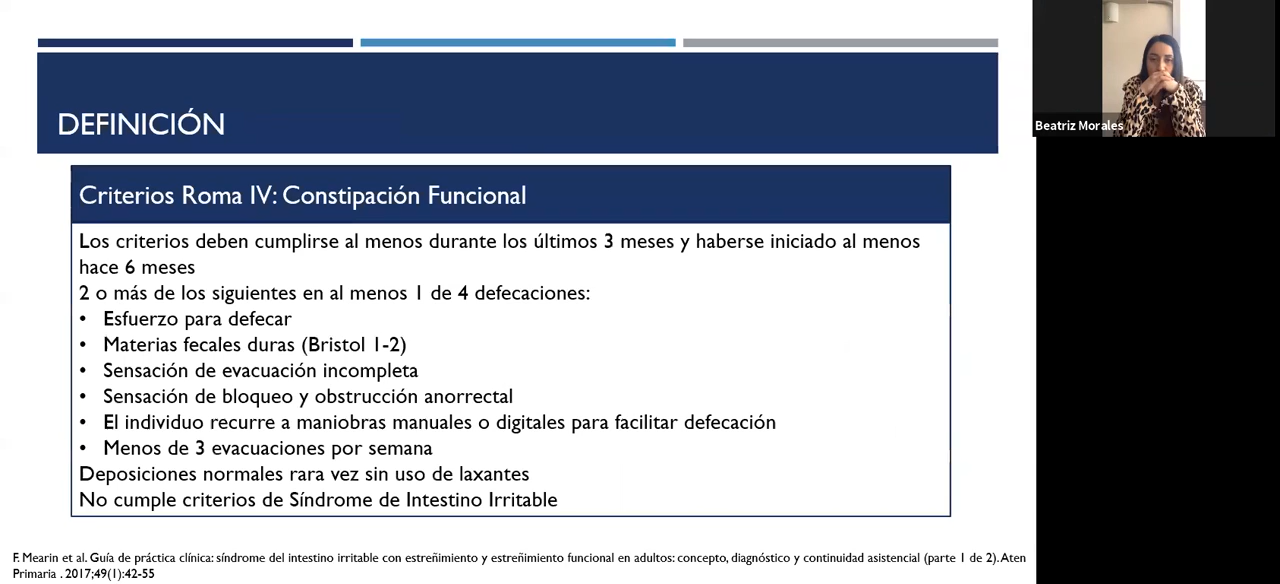 DEFINICIÓN
Beatriz Morales
Criterios Roma IV: Constipación Funcional
Los criterios deben cumplirse al menos durante los últimos 3 meses y haberse iniciado al menos
hace 6 meses
2 o más de los siguientes en al menos 1 de 4 defecaciones:
• Esfuerzo para defecar
• Materias fecales duras (Bristol 1-2)
• Sensación de evacuación incompleta
• Sensación de bloqueo y obstrucción anorrectal
• El individuo recurre a maniobras manuales o digitales para facilitar defecación
• Menos de 3 evacuaciones por semana
Deposiciones normales rara vez sin uso de laxantes
No cumple criterios de Síndrome de Intestino Irritable
F. Mearin et al. Guía de práctica clínica: síndrome del intestino irritable con estreñimiento y estreñimiento funcional en adultos: concepto, diagnóstico y continuidad asistencial (parte 1 de 2). Aten
Primaria . 2017;49(1):42-55